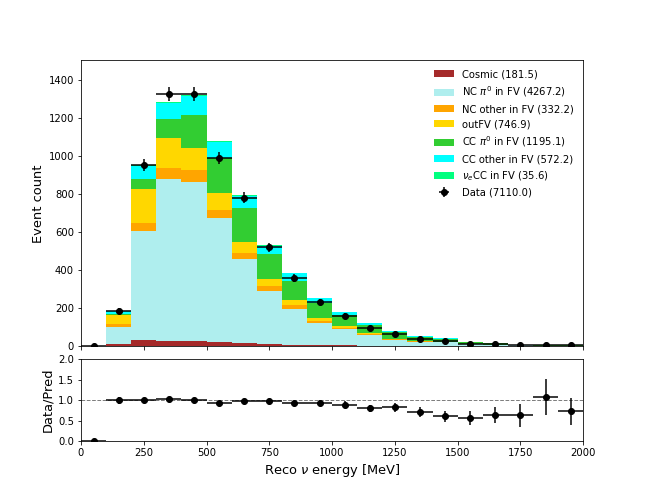 Cosmic (181.5)
NC π⁰ in FV (4267.2)
NC other in FV (332.2)
outFV (746.9)
CC π⁰ in FV (1195.1)
CC other in FV (572.2)
νₑCC in FV (35.6)
Data (7110.0)
Event count
1400
1200
1000
800
600
400
200
0
Data/Pred
2.0
1.5
1.0
0.5
0.0
0 250 500 750 1000 1250 1500 1750 2000
Reco ν energy [MeV]